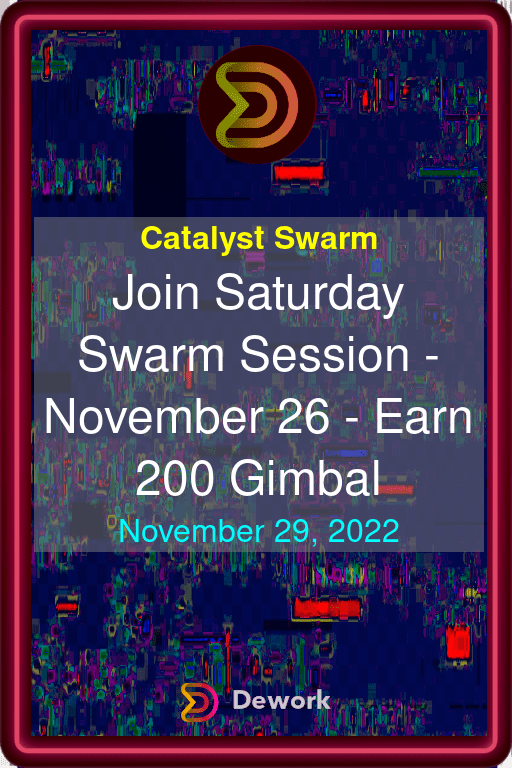 Catalyst Swarm
Join Saturday
Swarm Session -
November 26 - Earn
200 Gimbal
November 29, 2022
Dework